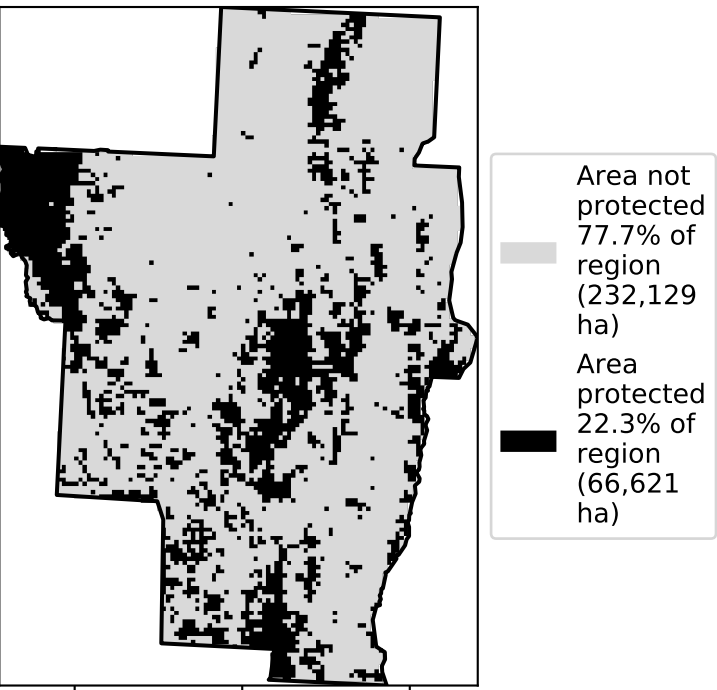 Area not
protected
77.7% of
region
(232,129
ha)
Area
protected
22.3% of
region
(66,621
ha)